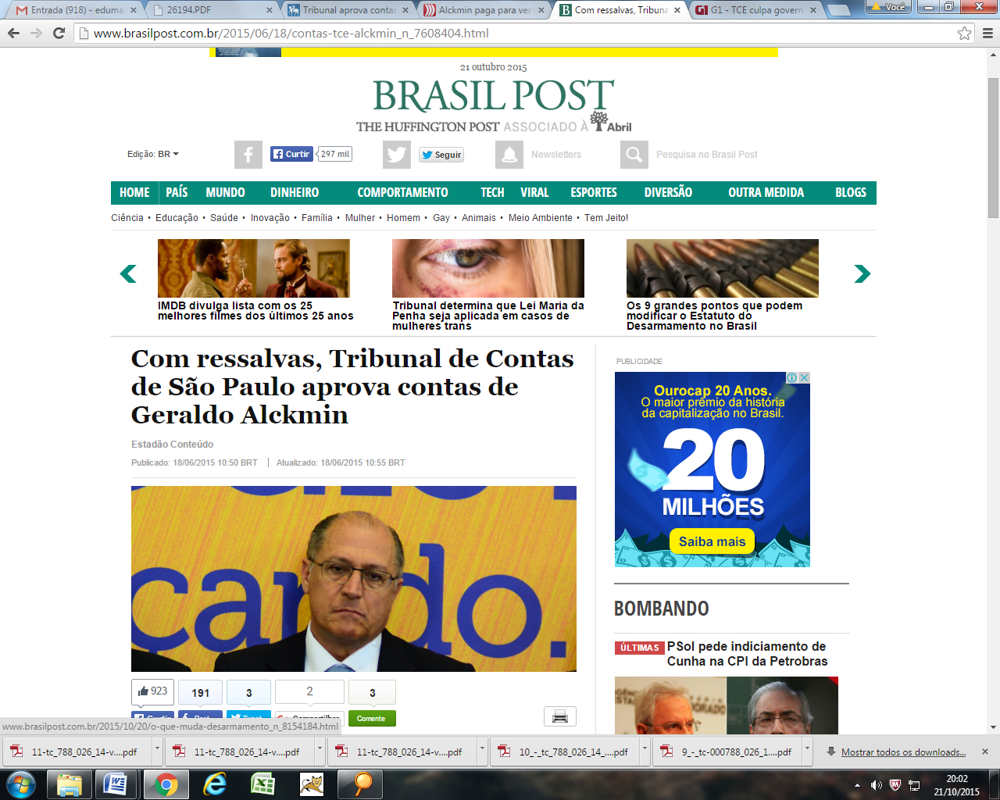 Entrada (918) - eduma
26194.PDF
Tribunal aprova contas
Alckmin paga para ver
Com ressalvas, Tribuna
G1 - TCE culpa govern
Você
www.brasilpost.com.br/2015/06/18/contas-tce-alckmin_n_7608404.html
21 outubro 2015
BRASIL POST
THE HUFFINGTON POST ASSOCIADO À Abril
Edição: BR
Curtir
297 mil
Seguir
Newsletters
Pesquisa no Brasil Post
HOME PAÍS MUNDO DINHEIRO COMPORTAMENTO TECH VIRAL ESPORTES DIVERSÃO OUTRA MEDIDA BLOGS
Ciência • Educação • Saúde • Inovação • Família • Mulher • Homem • Gay • Animais • Meio Ambiente • Tem Jeito!
IMDB divulga lista com os 25
melhores filmes dos últimos 25 anos
Tribunal determina que Lei Maria da
Penha seja aplicada em casos de
mulheres trans
Os 9 grandes pontos que podem
modificar o Estatuto do
Desarmamento no Brasil
Com ressalvas, Tribunal de Contas
de São Paulo aprova contas de
Geraldo Alckmin
Estadão Conteúdo
Publicado: 18/06/2015 10:50 BRT
Atualizado: 18/06/2015 10:55 BRT
çando.
923
191
3
2
3
Curtir
Post
Tweet
Compartilhar
Comente
PUBLICIDADE
Ourocap 20 Anos.
O maior prêmio da história
da capitalização no Brasil.
20
MILHÕES
Saiba mais
BOMBANDO
ÚLTIMAS
PSol pede indiciamento de
Cunha na CPI da Petrobras
www.brasilpost.com.br/2015/10/20/o-que-muda-desarmamento_n_8154184.html
11-tc_788_026_14-v....pdf
11-tc_788_026_14-v....pdf
11-tc_788_026_14-v....pdf
10_-_tc_788_026_14_....pdf
9_-_tc-000788_026_1....pdf
Mostrar todos os downloads...
20:02
21/10/2015